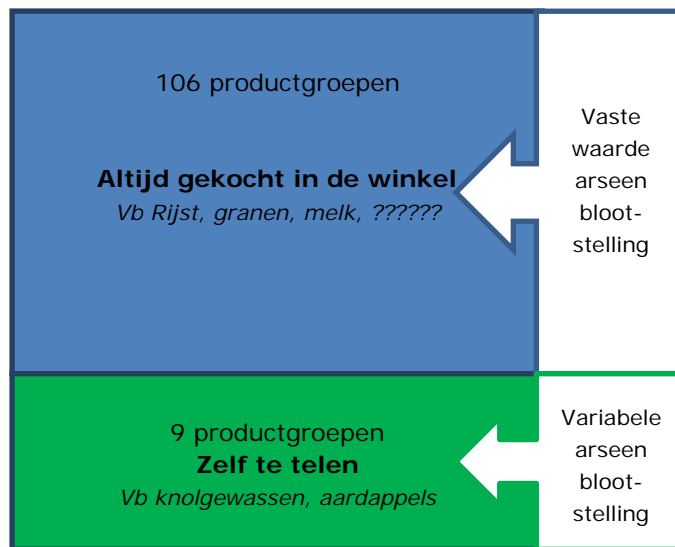 106 productgroepen
Altijd gekocht in de winkel
Vb Rijst, granen, melk, ??????
Vaste
waarde
arseen
bloot-
stelling
9 productgroepen
Zelf te telen
Vb knolgewassen, aardappels
Variabele
arseen
bloot-
stelling